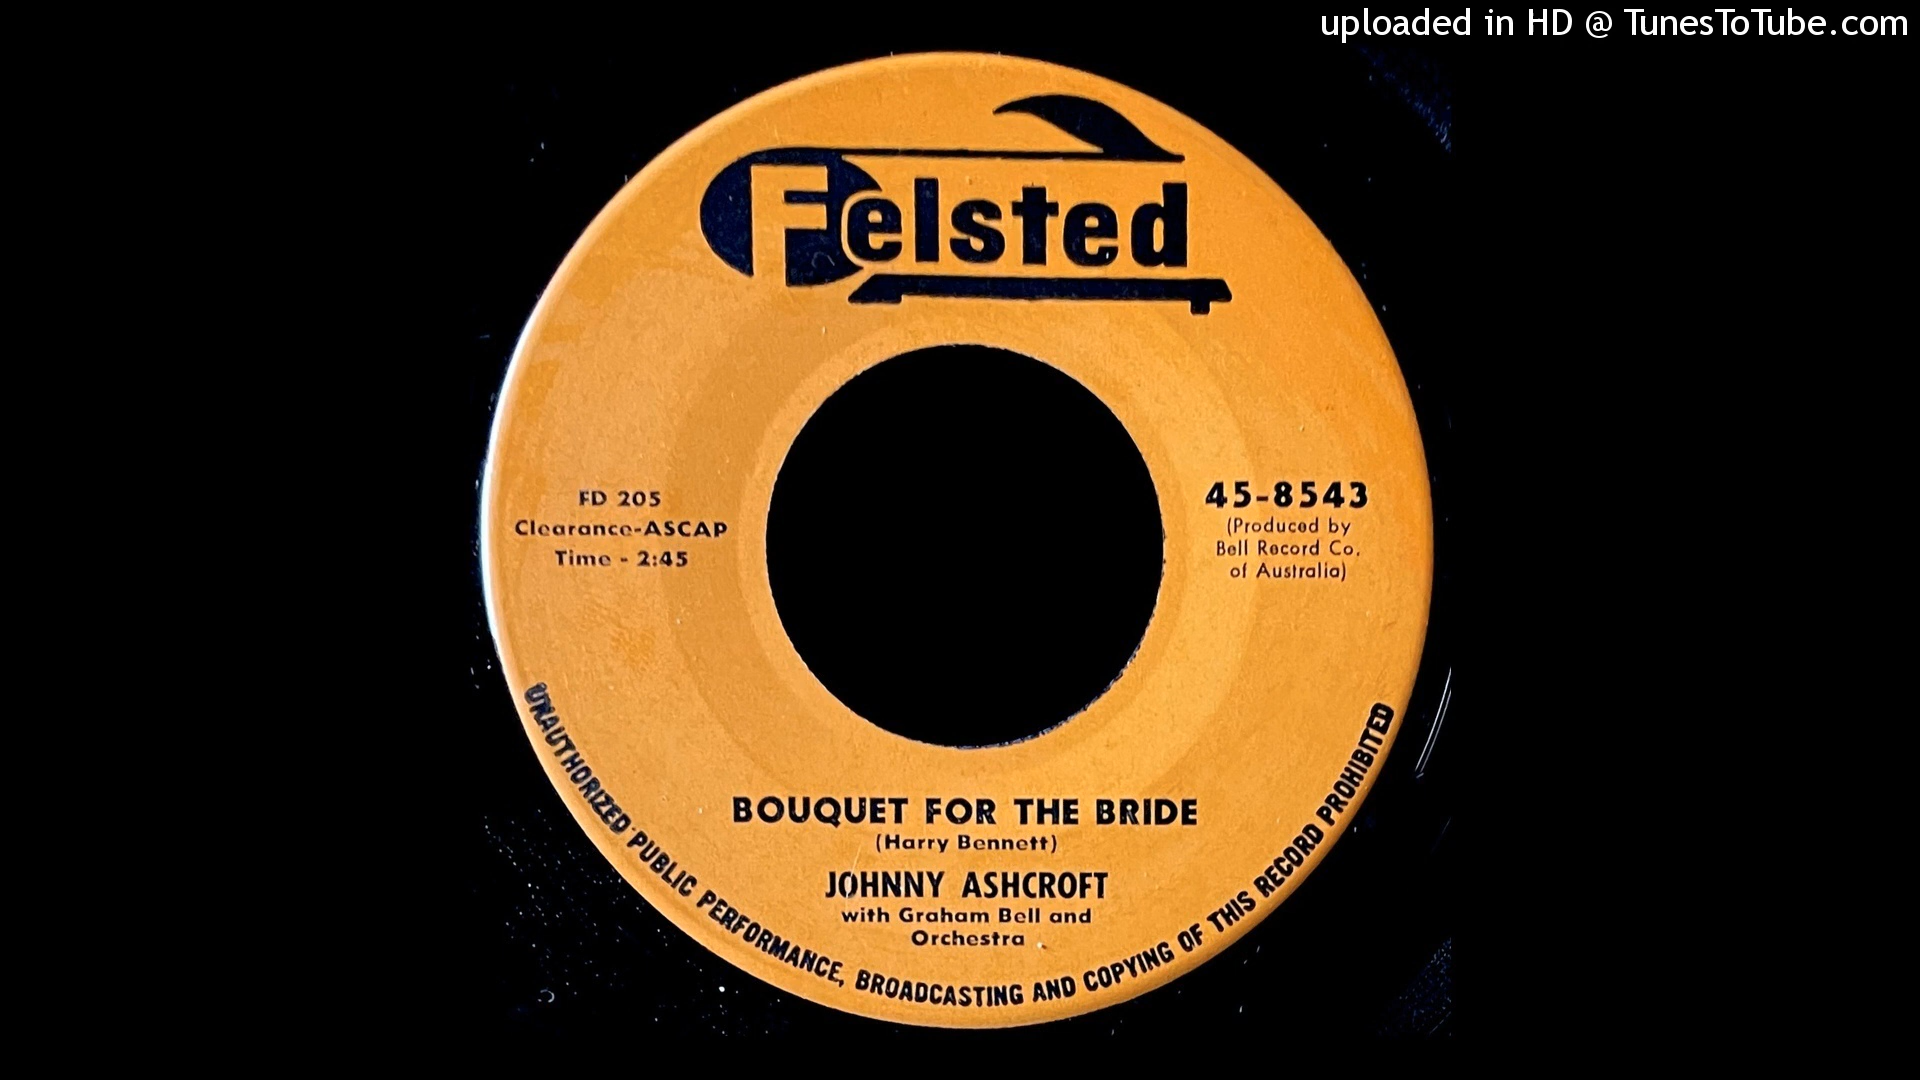 uploaded in HD @ TunesToTube.com
Felsted
FD 205
Clearance-ASCAP
Time - 2:45
45-8543
(Produced by
Bell Record Co.
of Australia)
BOUQUET FOR THE BRIDE
(Harry Bennett)
JOHNNY ASHCROFT
with Graham Bell and
Orchestra
UNAUTHORIZED PUBLIC PERFORMANCE, BROADCASTING AND COPYING OF THIS RECORD PROHIBITED